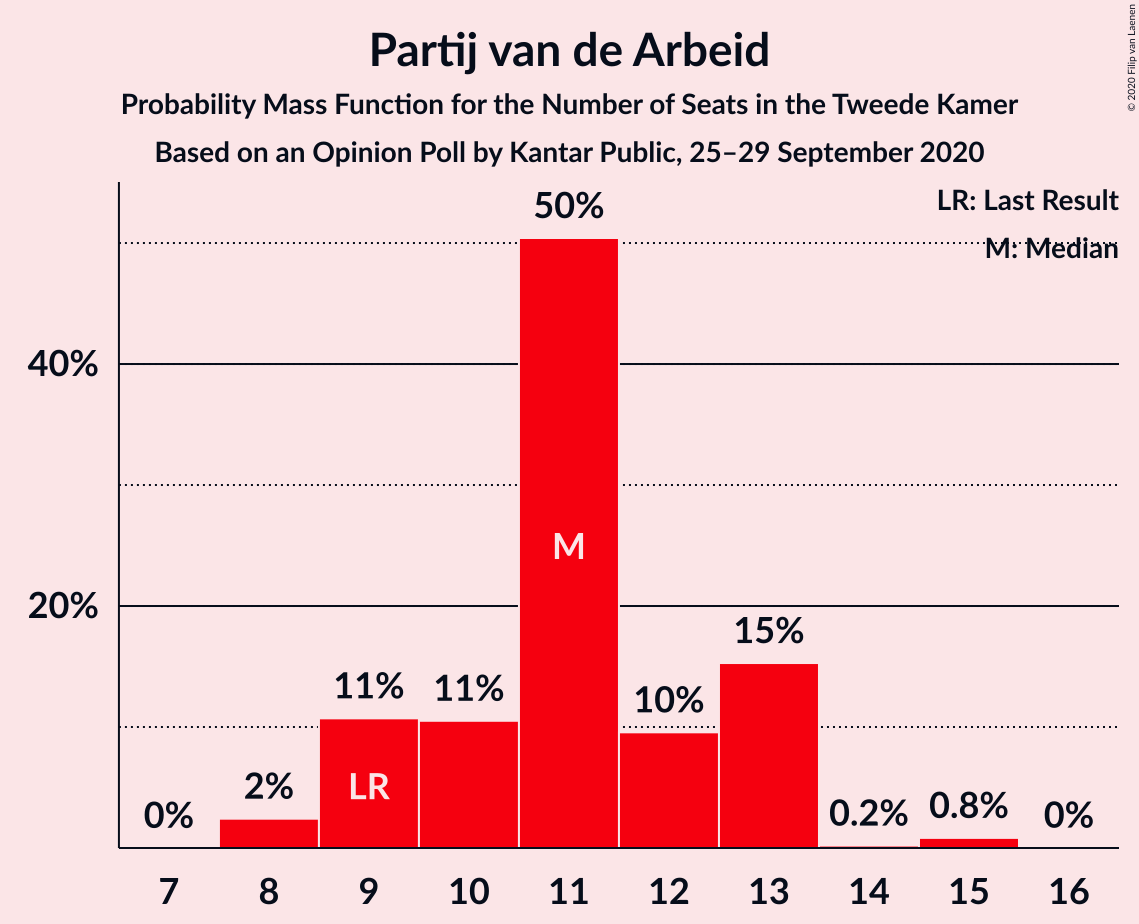 © 2020 Filip van Laenen
Partij van de Arbeid
Probability Mass Function for the Number of Seats in the Tweede Kamer
Based on an Opinion Poll by Kantar Public, 25–29 September 2020
LR: Last Result
M: Median
50%
40%
20%
0%
2%
11%
11%
10%
15%
0.2%
0.8%
0%
LR
M
7 8 9 10 11 12 13 14 15 16